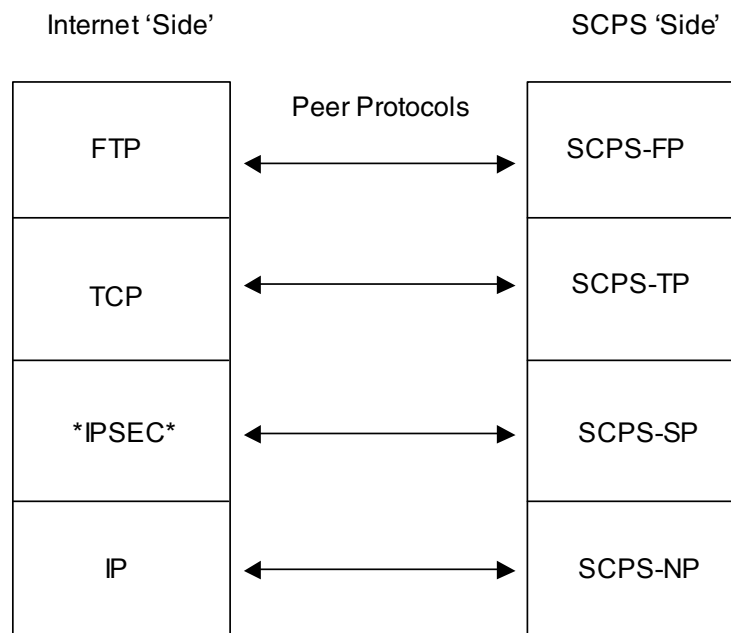 Internet ‘Side’
SCPS ‘Side’
Peer Protocols
FTP
SCPS-FP
TCP
SCPS-TP
*IPSEC*
SCPS-SP
IP
SCPS-NP